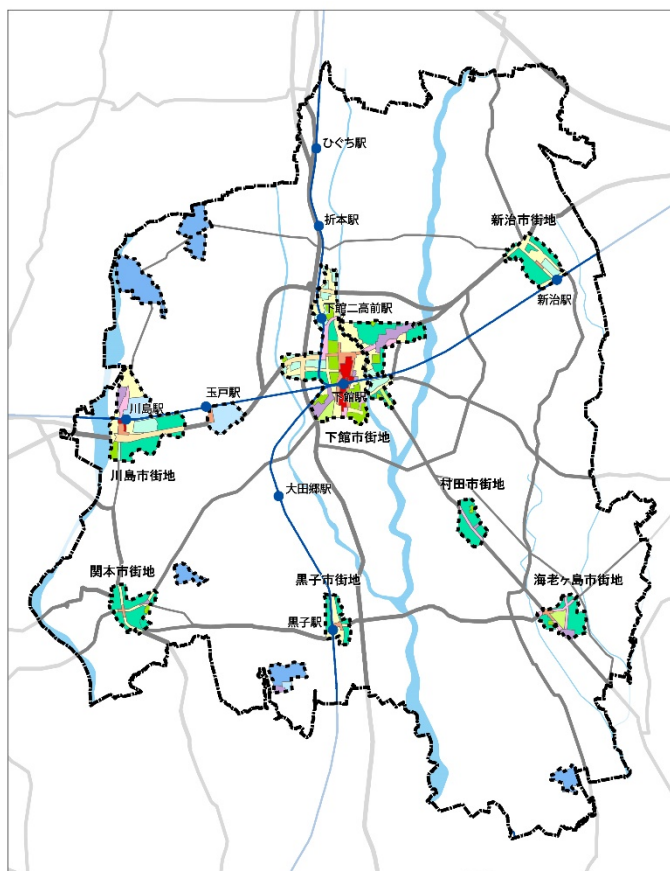 ひぐち駅
折本駅
新治市街地
新治駅
下館二高前駅
玉戸駅
川島駅
下館駅
川島市街地
下館市街地
大田郷駅
村田市街地
関本市街地
黒子市街地
海老ヶ島市街地
黒子駅